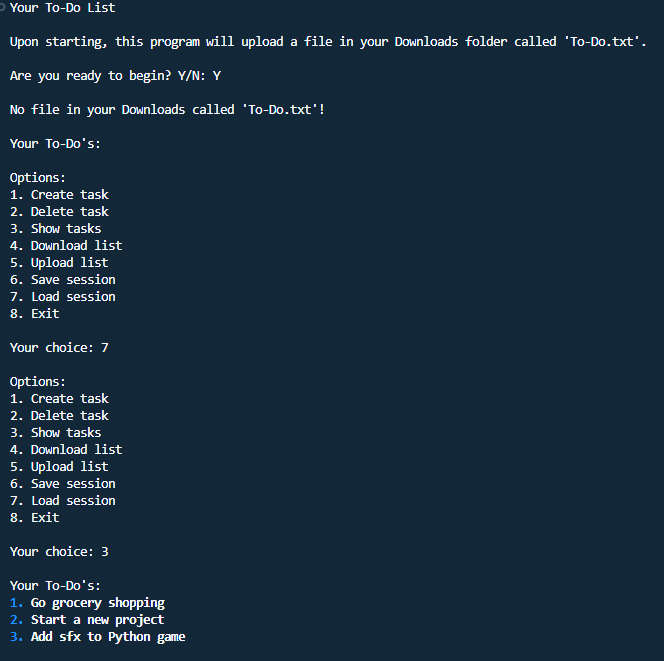 Your To-Do List
Upon starting, this program will upload a file in your Downloads folder called 'To-Do.txt'.
Are you ready to begin? Y/N: Y
No file in your Downloads called 'To-Do.txt'!
Your To-Do's:
Options:
1. Create task
2. Delete task
3. Show tasks
4. Download list
5. Upload list
6. Save session
7. Load session
8. Exit
Your choice: 7
Options:
1. Create task
2. Delete task
3. Show tasks
4. Download list
5. Upload list
6. Save session
7. Load session
8. Exit
Your choice: 3
Your To-Do's:
1. Go grocery shopping
2. Start a new project
3. Add sfx to Python game